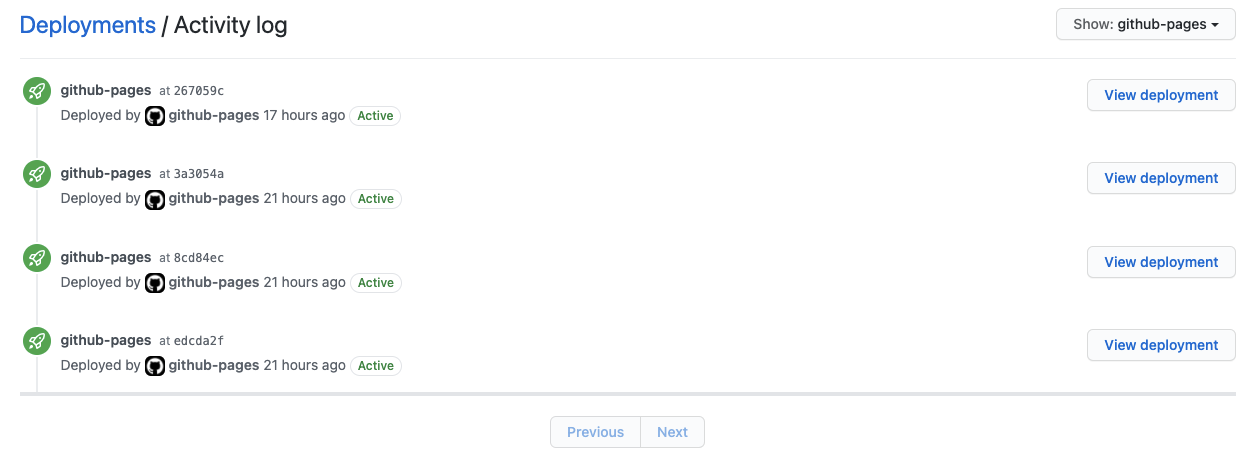 Deployments / Activity log
Show: github-pages
github-pages at 267059c
View deployment
Deployed by github-pages 17 hours ago Active
github-pages at 3a3054a
View deployment
Deployed by github-pages 21 hours ago Active
github-pages at 8cd84ec
View deployment
Deployed by github-pages 21 hours ago Active
github-pages at edcda2f
View deployment
Deployed by github-pages 21 hours ago Active
Previous Next